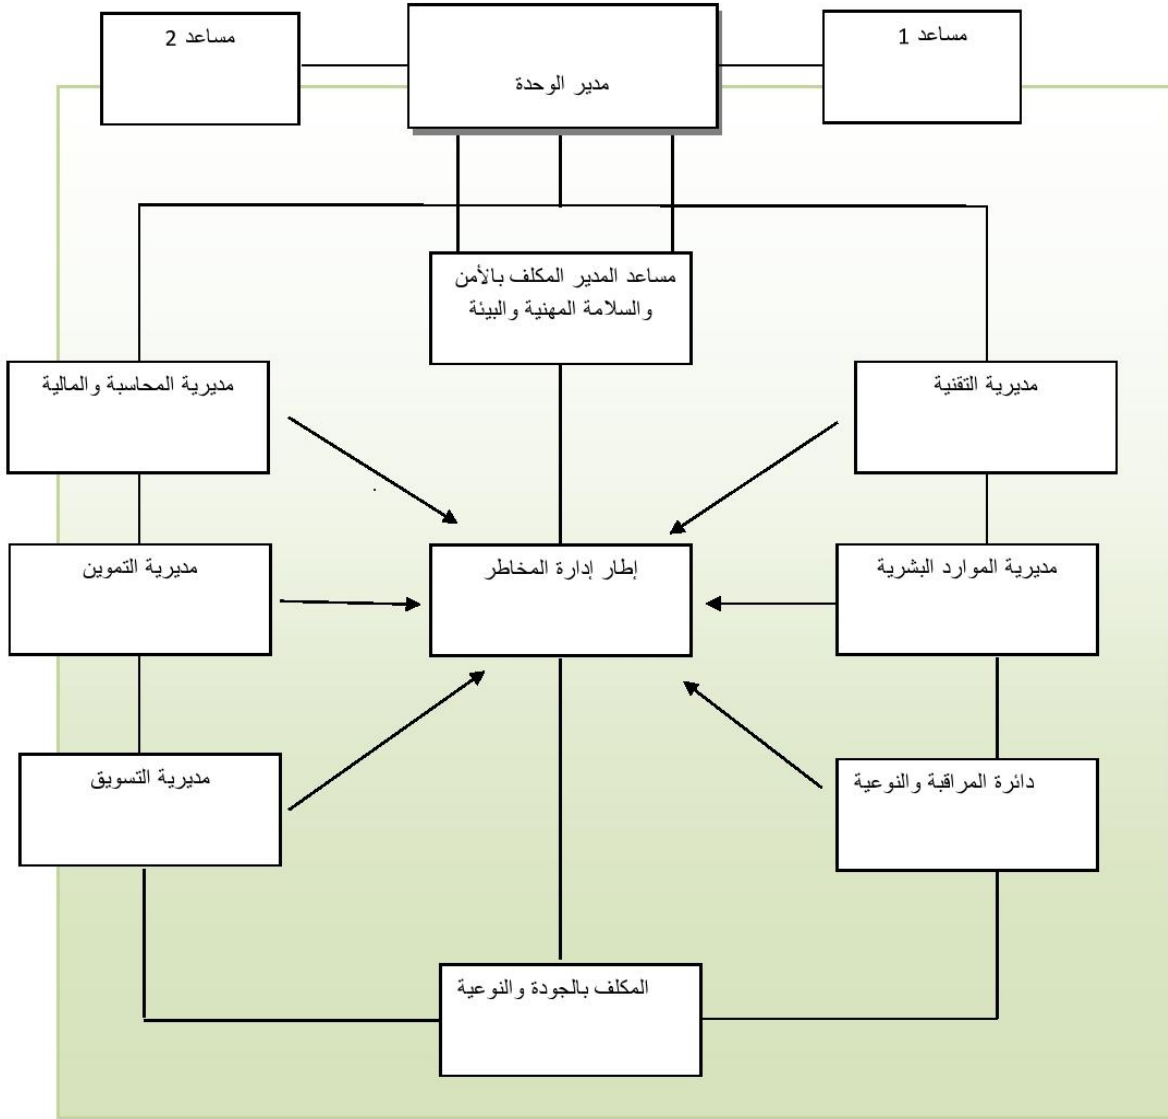 مساعد 1
مدير الوحدة
مساعد 2
مساعد المدير المكلف بالأمن
والسلامة المهنية والبيئة
مديرية التقنية
مديرية المحاسبة والمالية
مديرية الموارد البشرية
إطار إدارة المخاطر
مديرية التموين
دائرة المراقبة والنوعية
مديرية التسويق
المكلف بالجودة والنوعية